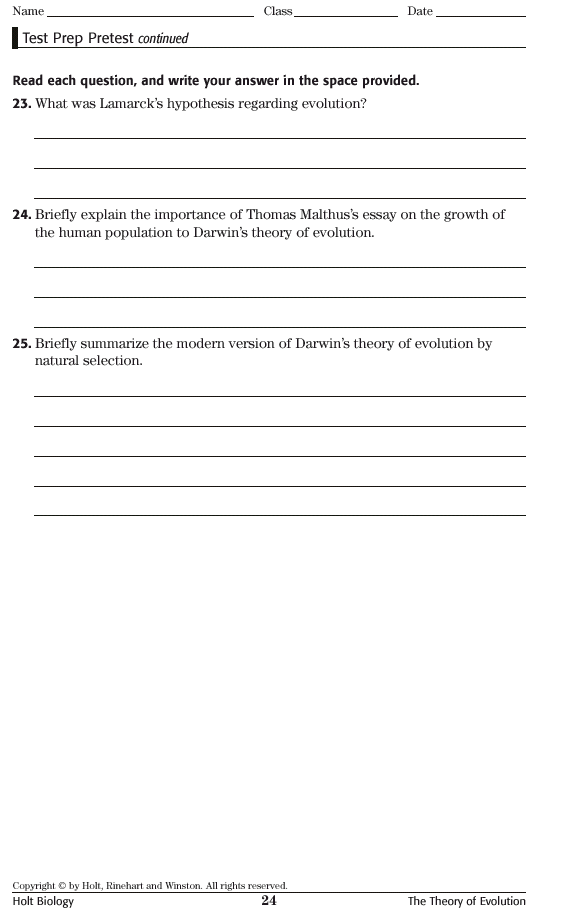 Name Class Date
Test Prep Pretest continued
Read each question, and write your answer in the space provided.
23. What was Lamarck’s hypothesis regarding evolution?
24. Briefly explain the importance of Thomas Malthus’s essay on the growth of
the human population to Darwin’s theory of evolution.
25. Briefly summarize the modern version of Darwin’s theory of evolution by
natural selection.
Copyright © by Holt, Rinehart and Winston. All rights reserved.
Holt Biology 24 The Theory of Evolution